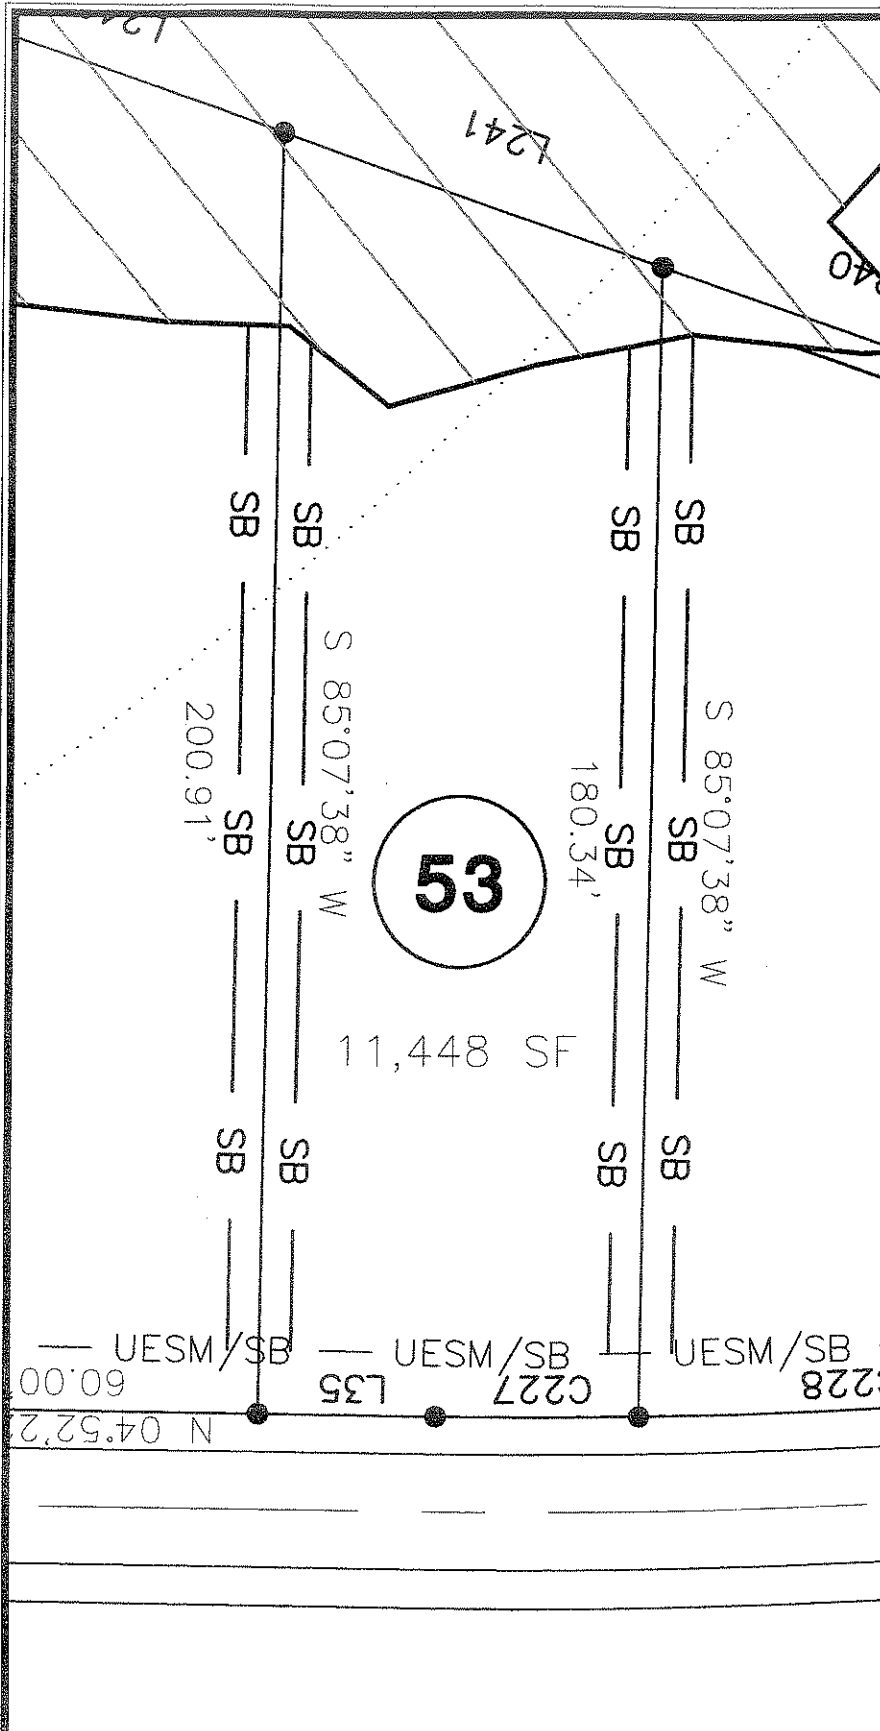 L241
SB
SB
SB
SB
S 85°07'38" W
200.91'
S 85°07'38" W
180.34'
SB
SB
SB
SB
53
11,448 SF
SB
SB
SB
SB
UESM/SB
UESM/SB
UESM/SB
60.00'
L35
C227
N 04°52'2